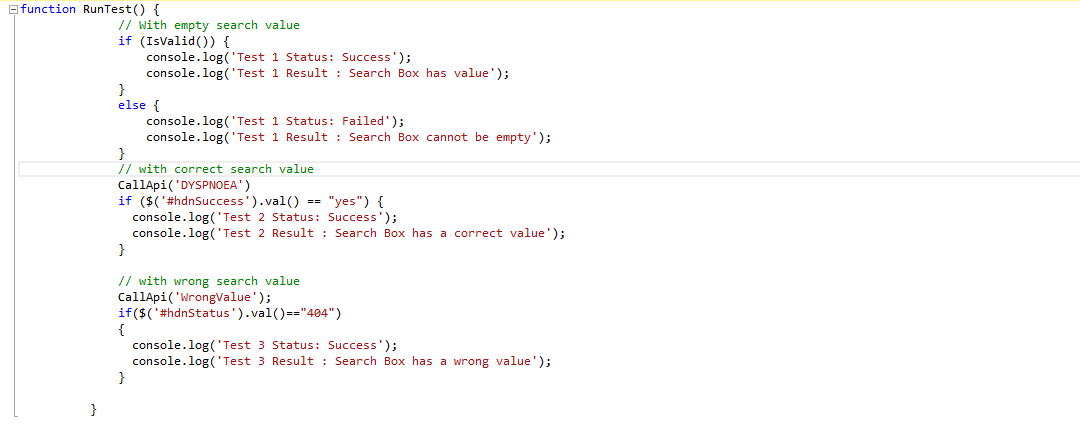 function RunTest() {
// With empty search value
if (IsValid()) {
console.log('Test 1 Status: Success');
console.log('Test 1 Result : Search Box has value');
}
else {
console.log('Test 1 Status: Failed');
console.log('Test 1 Result : Search Box cannot be empty');
}
// with correct search value
CallApi('DYSPNOEA')
if ($('#hdnSuccess').val() == "yes") {
console.log('Test 2 Status: Success');
console.log('Test 2 Result : Search Box has a correct value');
}
// with wrong search value
CallApi('WrongValue');
if($('#hdnStatus').val()=="404")
{
console.log('Test 3 Status: Success');
console.log('Test 3 Result : Search Box has a wrong value');
}
}